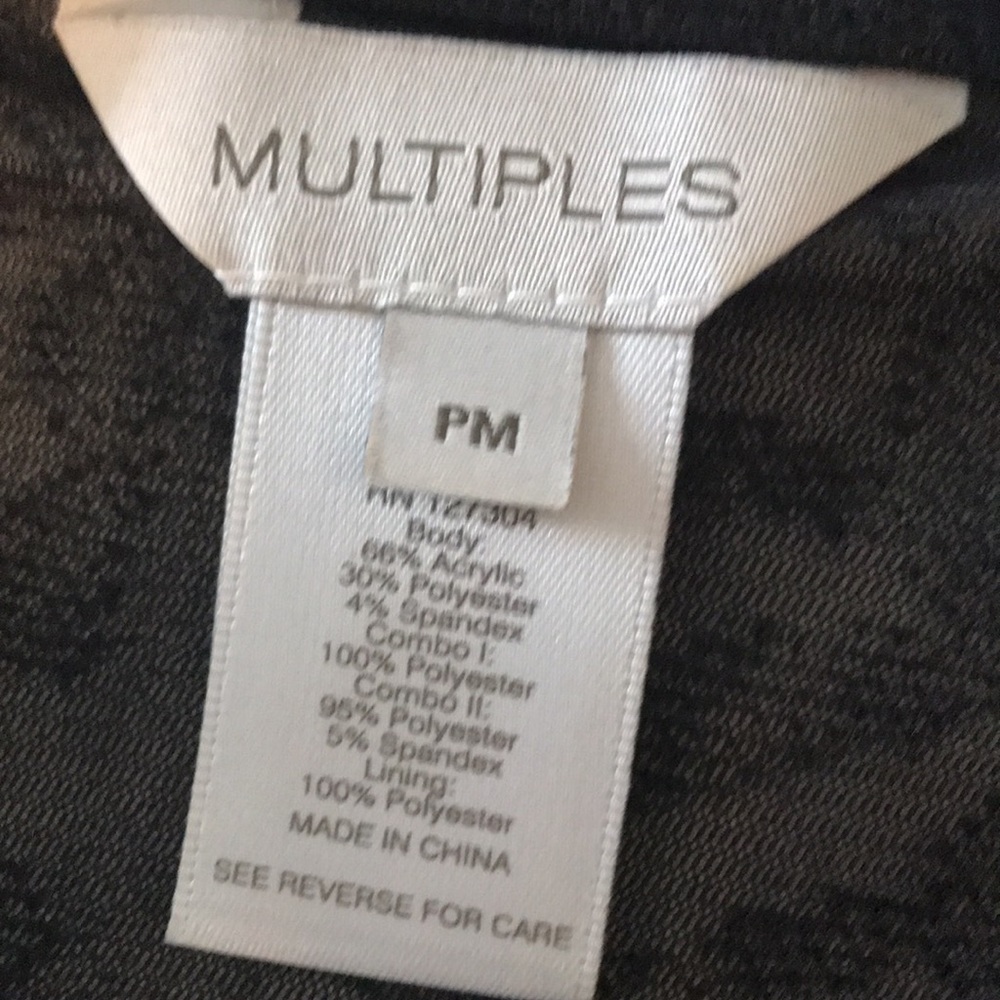 MULTIPLES
PM
RN 127304
Body:
66% Acrylic
30% Polyester
4% Spandex
Combo I:
100% Polyester
Combo II:
95% Polyester
5% Spandex
Lining:
100% Polyester
MADE IN CHINA
SEE REVERSE FOR CARE